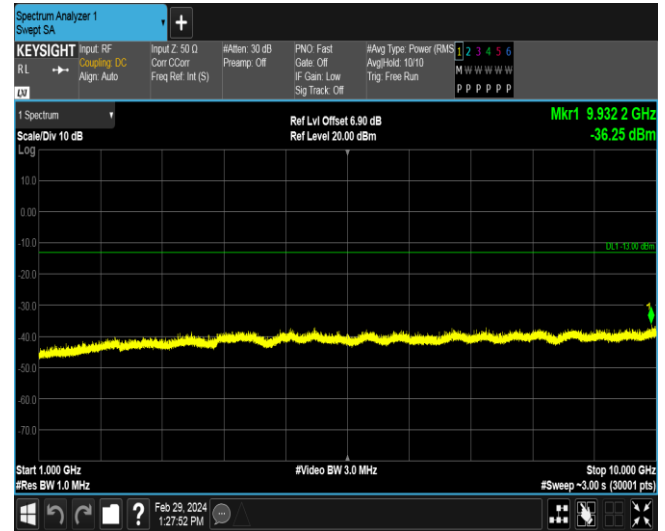 Spectrum Analyzer 1
Swept SA
+
KEYSIGHT Input: RF Input Z: 50 Ω #Atten: 30 dB PNO: Fast #Avg Type: Power (RMS 1 2 3 4 5 6
RL Coupling: DC Corr CCorr Preamp: Off Gate: Off Avg|Hold: 10/10 M W W W W W
Align: Auto Freq Ref: Int (S) IF Gain: Low Trig: Free Run
LXI Sig Track: Off P P P P P P
1 Spectrum Ref Lvl Offset 6.90 dB Mkr1 9.932 2 GHz
Scale/Div 10 dB Ref Level 20.00 dBm -36.25 dBm
Log
10.0
0.00
-10.0
DL1 -13.00 dBm
-20.0
-30.0
1
-40.0
-50.0
-60.0
-70.0
Start 1.000 GHz #Video BW 3.0 MHz Stop 10.000 GHz
#Res BW 1.0 MHz #Sweep ~3.00 s (30001 pts)
? Feb 29, 2024
1:27:52 PM